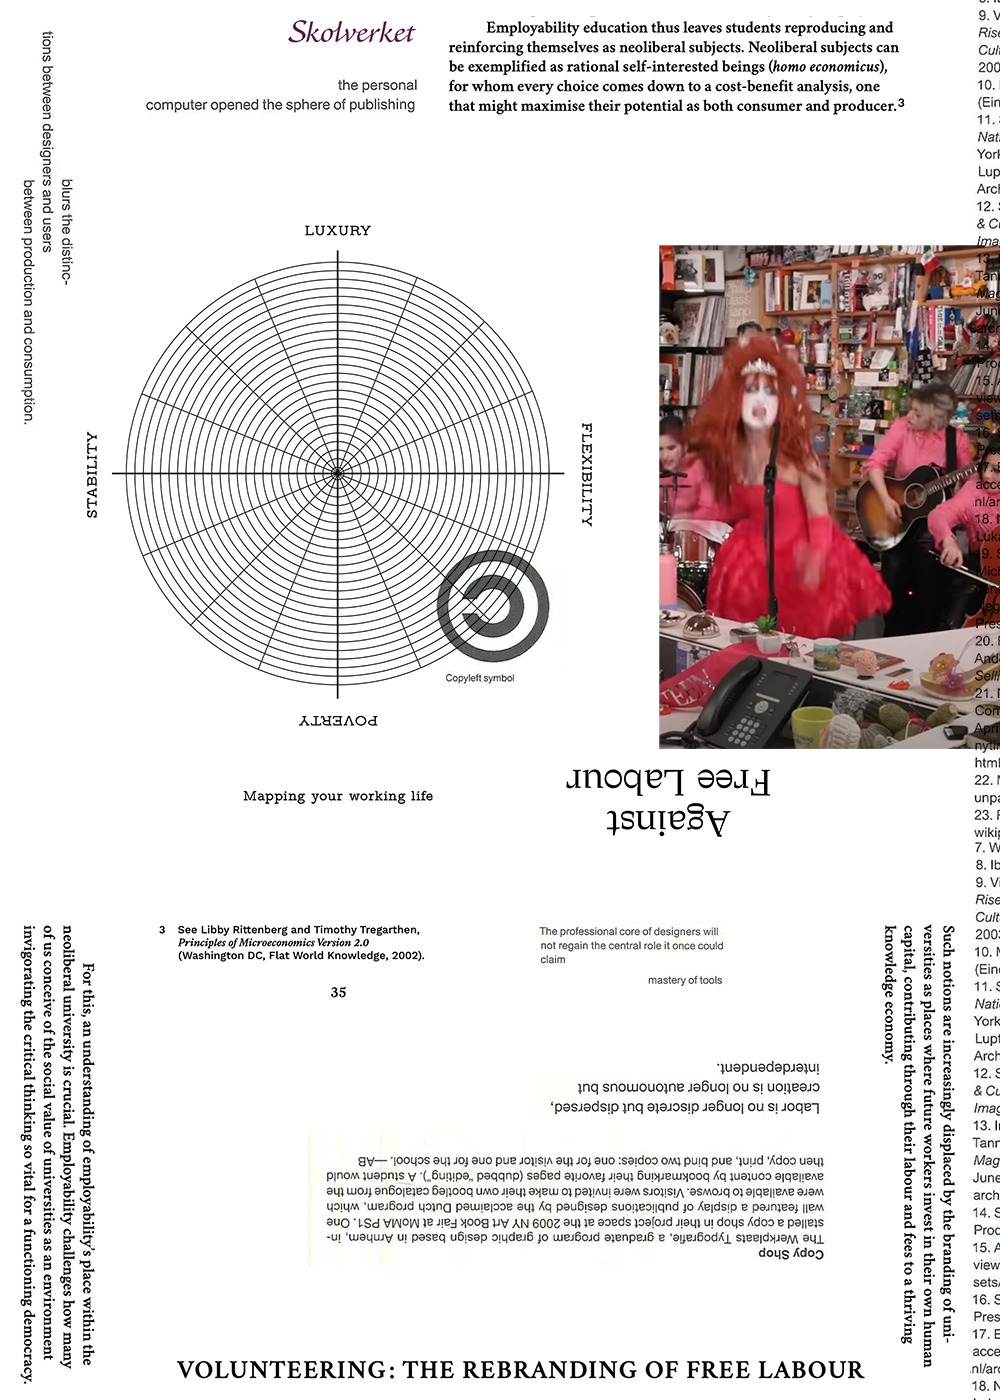 Skolverket
the personal
computer opened the sphere of publishing
Employability education thus leaves students reproducing and
reinforcing themselves as neoliberal subjects. Neoliberal subjects can
be exemplified as rational self-interested beings (homo economicus),
for whom every choice comes down to a cost-benefit analysis, one
that might maximise their potential as both consumer and producer.3
blurs the distinc-
tions between designers and users
between production and consumption.
LUXURY
STABILITY
FLEXIBILITY
POVERTY
Copyleft symbol
Mapping your working life
Against
Free Labour
3 See Libby Rittenberg and Timothy Tregarthen,
Principles of Microeconomics Version 2.0
(Washington DC, Flat World Knowledge, 2002).
35
The professional core of designers will
not regain the central role it once could
claim
mastery of tools
Such notions are increasingly displaced by the branding of uni-
versities as places where future workers invest in their own human
capital, contributing through their labour and fees to a thriving
knowledge economy.
For this, an understanding of employability's place within the
neoliberal university is crucial. Employability challenges how many
of us conceive of the social value of universities as an environment
invigorating the critical thinking so vital for a functioning democracy.
Labor is no longer discrete but dispersed,
creation is no longer autonomous but
interdependent.
Copy Shop
The Werkplaats Typografie, a graduate program of graphic design based in Arnhem, in-
stalled a copy shop in their project space at the 2009 NY Art Book Fair at MoMA PS1. One
wall featured a display of publications designed by the acclaimed Dutch program, which
were available to browse. Visitors were invited to make their own bootleg catalogue from the
available content by bookmarking their favorite pages (dubbed "editing"). A student would
then copy, print, and bind two copies: one for the visitor and one for the school. —AB
VOLUNTEERING: THE REBRANDING OF FREE LABOUR
9. V
Rise
Cult
200
10.
(Ein
11.
Nati
York
Lup
Arch
12. S
& Cu
Ima
20.
And
Selli
21. N
Com
Apri
nytir
html
22. N
unpa
23. F
wikip
7. W
8. Ib
9. Vi
Rise
Cult
2003
10. M
(Eind
11. S
Natio
York
Lupt
Arch
12. S
& Cu
Imag
13. In
Tann
Mag
June
arch
14. S
Prod
15. A
view
sets/
16. S
Pres
17. E
acce
nl/arc
18. N